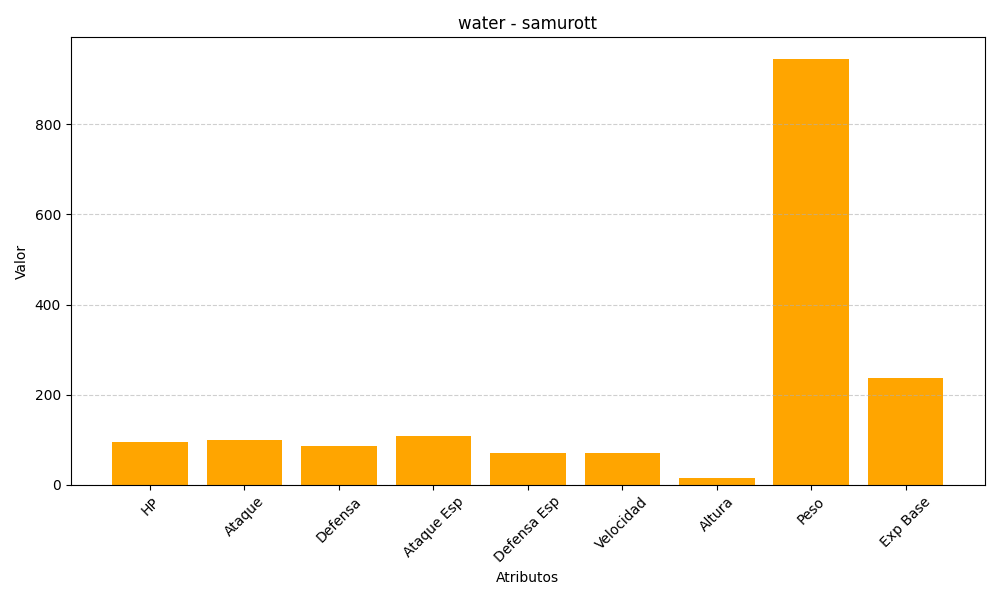 water - samurott
Valor
800
600
400
200
0
HP
Ataque
Defensa
Ataque Esp
Defensa Esp
Velocidad
Altura
Peso
Exp Base
Atributos